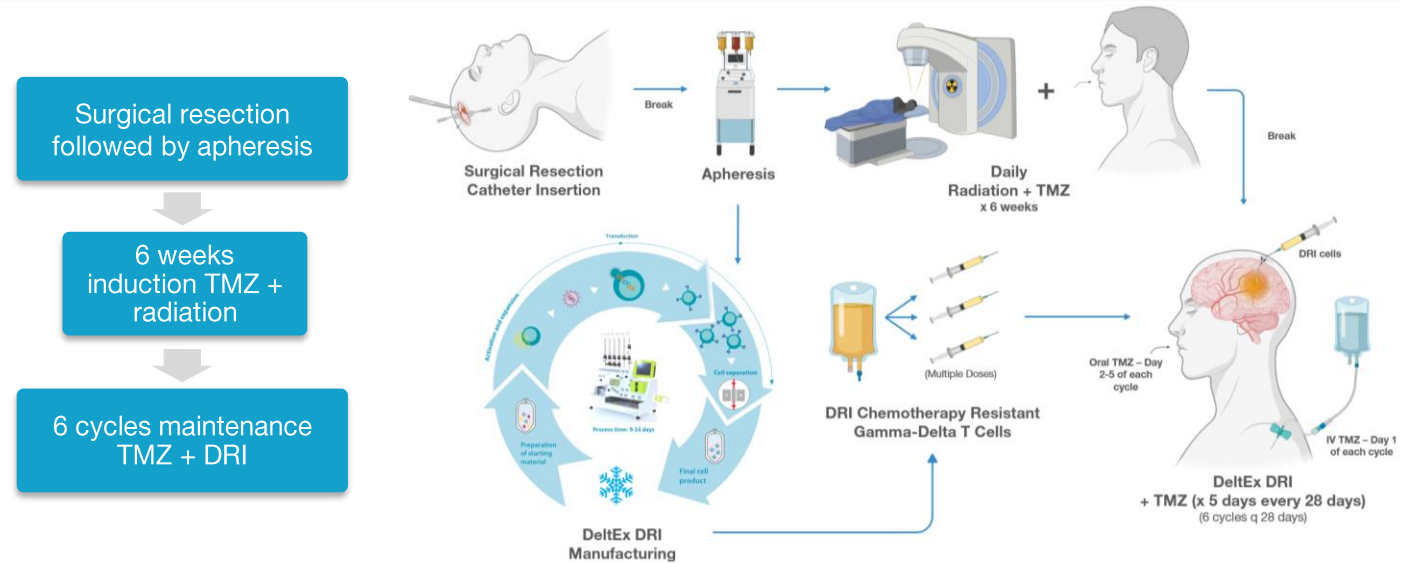 Surgical resection
followed by apheresis
6 weeks
induction TMZ +
radiation
6 cycles maintenance
TMZ + DRI
Surgical Resection
Catheter Insertion
Break
Apheresis
Daily
Radiation + TMZ
x 6 weeks
+
Break
Transduction
Activation and expansion
Cell separation
Process time: 9-14 days
Preparation
of starting
material
Final cell
product
DeltEx DRI
Manufacturing
(Multiple Doses)
DRI Chemotherapy Resistant
Gamma-Delta T Cells
DRI cells
Oral TMZ – Day
2-5 of each
cycle
IV TMZ – Day 1
of each cycle
DeltEx DRI
+ TMZ (x 5 days every 28 days)
(6 cycles q 28 days)